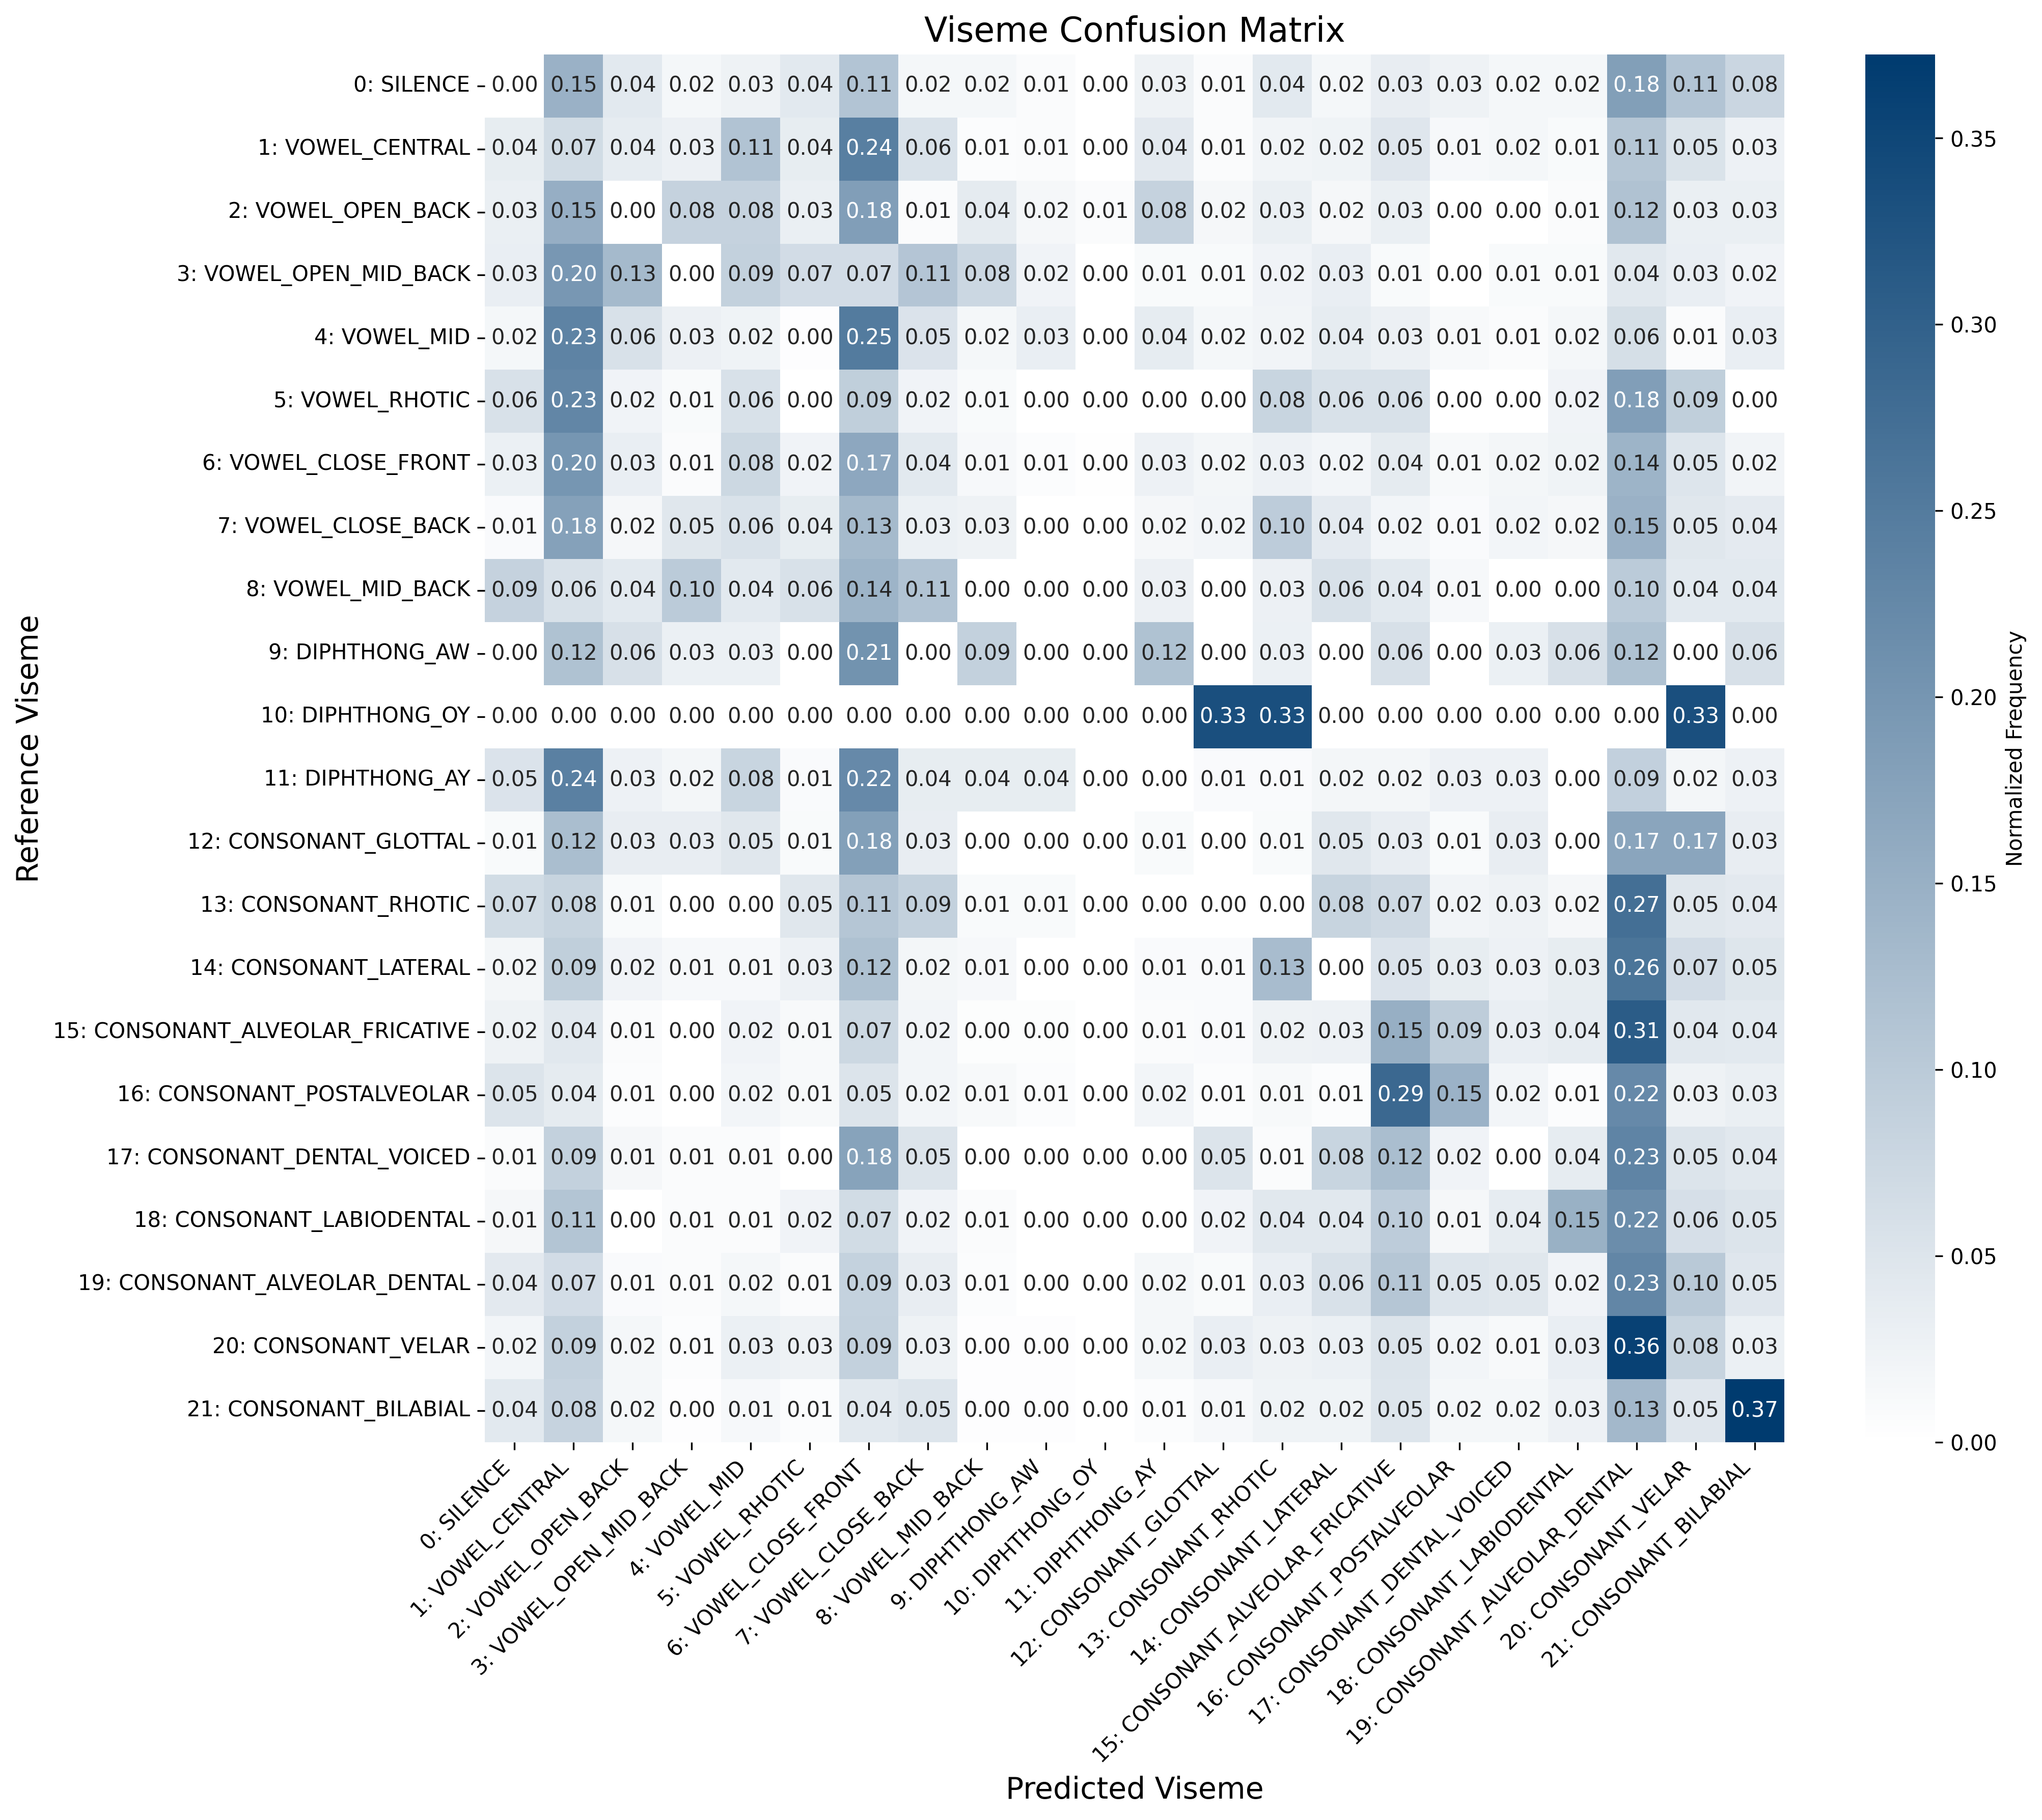 Viseme Confusion Matrix
0: SILENCE 0.00 0.15 0.04 0.02 0.03 0.04 0.11 0.02 0.02 0.01 0.00 0.03 0.01 0.04 0.02 0.03 0.03 0.02 0.02 0.18 0.11 0.08
1: VOWEL_CENTRAL 0.04 0.07 0.04 0.03 0.11 0.04 0.24 0.06 0.01 0.01 0.00 0.04 0.01 0.02 0.02 0.05 0.01 0.02 0.01 0.11 0.05 0.03
2: VOWEL_OPEN_BACK 0.03 0.15 0.00 0.08 0.08 0.03 0.18 0.01 0.04 0.02 0.01 0.08 0.02 0.03 0.02 0.03 0.00 0.00 0.01 0.12 0.03 0.03
3: VOWEL_OPEN_MID_BACK 0.03 0.20 0.13 0.00 0.09 0.07 0.07 0.11 0.08 0.02 0.00 0.01 0.01 0.02 0.03 0.01 0.00 0.01 0.01 0.04 0.03 0.02
4: VOWEL_MID 0.02 0.23 0.06 0.03 0.02 0.00 0.25 0.05 0.02 0.03 0.00 0.04 0.02 0.02 0.04 0.03 0.01 0.01 0.02 0.06 0.01 0.03
5: VOWEL_RHOTIC 0.06 0.23 0.02 0.01 0.06 0.00 0.09 0.02 0.01 0.00 0.00 0.00 0.00 0.08 0.06 0.06 0.00 0.00 0.02 0.18 0.09 0.00
6: VOWEL_CLOSE_FRONT 0.03 0.20 0.03 0.01 0.08 0.02 0.17 0.04 0.01 0.01 0.00 0.03 0.02 0.03 0.02 0.04 0.01 0.02 0.02 0.14 0.05 0.02
7: VOWEL_CLOSE_BACK 0.01 0.18 0.02 0.05 0.06 0.04 0.13 0.03 0.03 0.00 0.00 0.02 0.02 0.10 0.04 0.02 0.01 0.02 0.02 0.15 0.05 0.04
8: VOWEL_MID_BACK 0.09 0.06 0.04 0.10 0.04 0.06 0.14 0.11 0.00 0.00 0.00 0.03 0.00 0.03 0.06 0.04 0.01 0.00 0.00 0.10 0.04 0.04
9: DIPHTHONG_AW 0.00 0.12 0.06 0.03 0.03 0.00 0.21 0.00 0.09 0.00 0.00 0.12 0.00 0.03 0.00 0.06 0.00 0.03 0.06 0.12 0.00 0.06
10: DIPHTHONG_OY 0.00 0.00 0.00 0.00 0.00 0.00 0.00 0.00 0.00 0.00 0.00 0.00 0.33 0.33 0.00 0.00 0.00 0.00 0.00 0.00 0.33 0.00
11: DIPHTHONG_AY 0.05 0.24 0.03 0.02 0.08 0.01 0.22 0.04 0.04 0.04 0.00 0.00 0.01 0.01 0.02 0.02 0.03 0.03 0.00 0.09 0.02 0.03
12: CONSONANT_GLOTTAL 0.01 0.12 0.03 0.03 0.05 0.01 0.18 0.03 0.00 0.00 0.00 0.01 0.00 0.01 0.05 0.03 0.01 0.03 0.00 0.17 0.17 0.03
13: CONSONANT_RHOTIC 0.07 0.08 0.01 0.00 0.00 0.05 0.11 0.09 0.01 0.01 0.00 0.00 0.00 0.00 0.08 0.07 0.02 0.03 0.02 0.27 0.05 0.04
14: CONSONANT_LATERAL 0.02 0.09 0.02 0.01 0.01 0.03 0.12 0.02 0.01 0.00 0.00 0.01 0.01 0.13 0.00 0.05 0.03 0.03 0.03 0.26 0.07 0.05
15: CONSONANT_ALVEOLAR_FRICATIVE 0.02 0.04 0.01 0.00 0.02 0.01 0.07 0.02 0.00 0.00 0.00 0.01 0.01 0.02 0.03 0.15 0.09 0.03 0.04 0.31 0.04 0.04
16: CONSONANT_POSTALVEOLAR 0.05 0.04 0.01 0.00 0.02 0.01 0.05 0.02 0.01 0.01 0.00 0.02 0.01 0.01 0.01 0.29 0.15 0.02 0.01 0.22 0.03 0.03
17: CONSONANT_DENTAL_VOICED 0.01 0.09 0.01 0.01 0.01 0.00 0.18 0.05 0.00 0.00 0.00 0.00 0.05 0.01 0.08 0.12 0.02 0.00 0.04 0.23 0.05 0.04
18: CONSONANT_LABIODENTAL 0.01 0.11 0.00 0.01 0.01 0.02 0.07 0.02 0.01 0.00 0.00 0.00 0.02 0.04 0.04 0.10 0.01 0.04 0.15 0.22 0.06 0.05
19: CONSONANT_ALVEOLAR_DENTAL 0.04 0.07 0.01 0.01 0.02 0.01 0.09 0.03 0.01 0.00 0.00 0.02 0.01 0.03 0.06 0.11 0.05 0.05 0.02 0.23 0.10 0.05
20: CONSONANT_VELAR 0.02 0.09 0.02 0.01 0.03 0.03 0.09 0.03 0.00 0.00 0.00 0.02 0.03 0.03 0.03 0.05 0.02 0.01 0.03 0.36 0.08 0.03
21: CONSONANT_BILABIAL 0.04 0.08 0.02 0.00 0.01 0.01 0.04 0.05 0.00 0.00 0.00 0.01 0.01 0.02 0.02 0.05 0.02 0.02 0.03 0.13 0.05 0.37
Reference Viseme
0: SILENCE
1: VOWEL_CENTRAL
2: VOWEL_OPEN_BACK
3: VOWEL_OPEN_MID_BACK
4: VOWEL_MID
5: VOWEL_RHOTIC
6: VOWEL_CLOSE_FRONT
7: VOWEL_CLOSE_BACK
8: VOWEL_MID_BACK
9: DIPHTHONG_AW
10: DIPHTHONG_OY
11: DIPHTHONG_AY
12: CONSONANT_GLOTTAL
13: CONSONANT_RHOTIC
14: CONSONANT_LATERAL
15: CONSONANT_ALVEOLAR_FRICATIVE
16: CONSONANT_POSTALVEOLAR
17: CONSONANT_DENTAL_VOICED
18: CONSONANT_LABIODENTAL
19: CONSONANT_ALVEOLAR_DENTAL
20: CONSONANT_VELAR
21: CONSONANT_BILABIAL
Predicted Viseme
0.35
0.30
0.25
0.20
0.15
0.10
0.05
0.00
Normalized Frequency